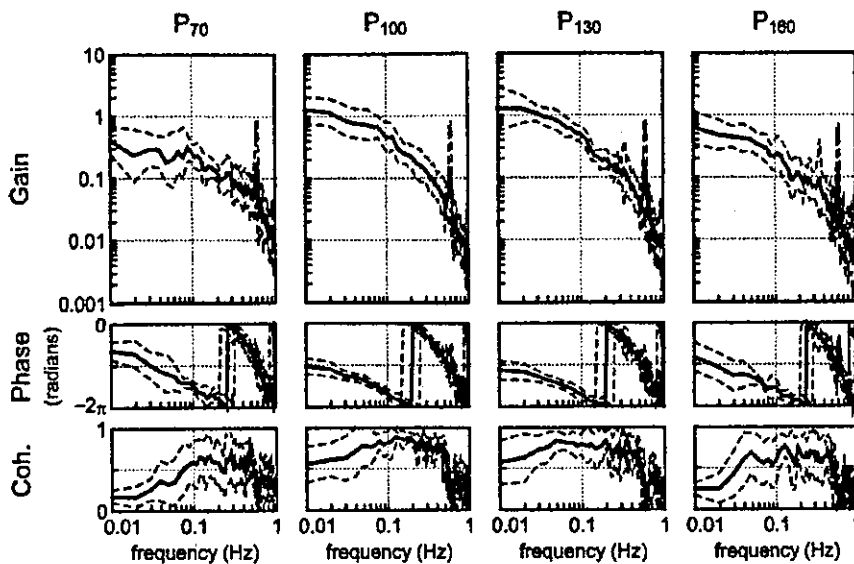 P70 P100 P130 P160
10
1
0.1
0.01
0.001
Gain
0
−2π
Phase
(radians)
1
0
Coh.
0.01 0.1 1 0.01 0.1 1 0.01 0.1 1 0.01 0.1 1
frequency (Hz) frequency (Hz) frequency (Hz) frequency (Hz)